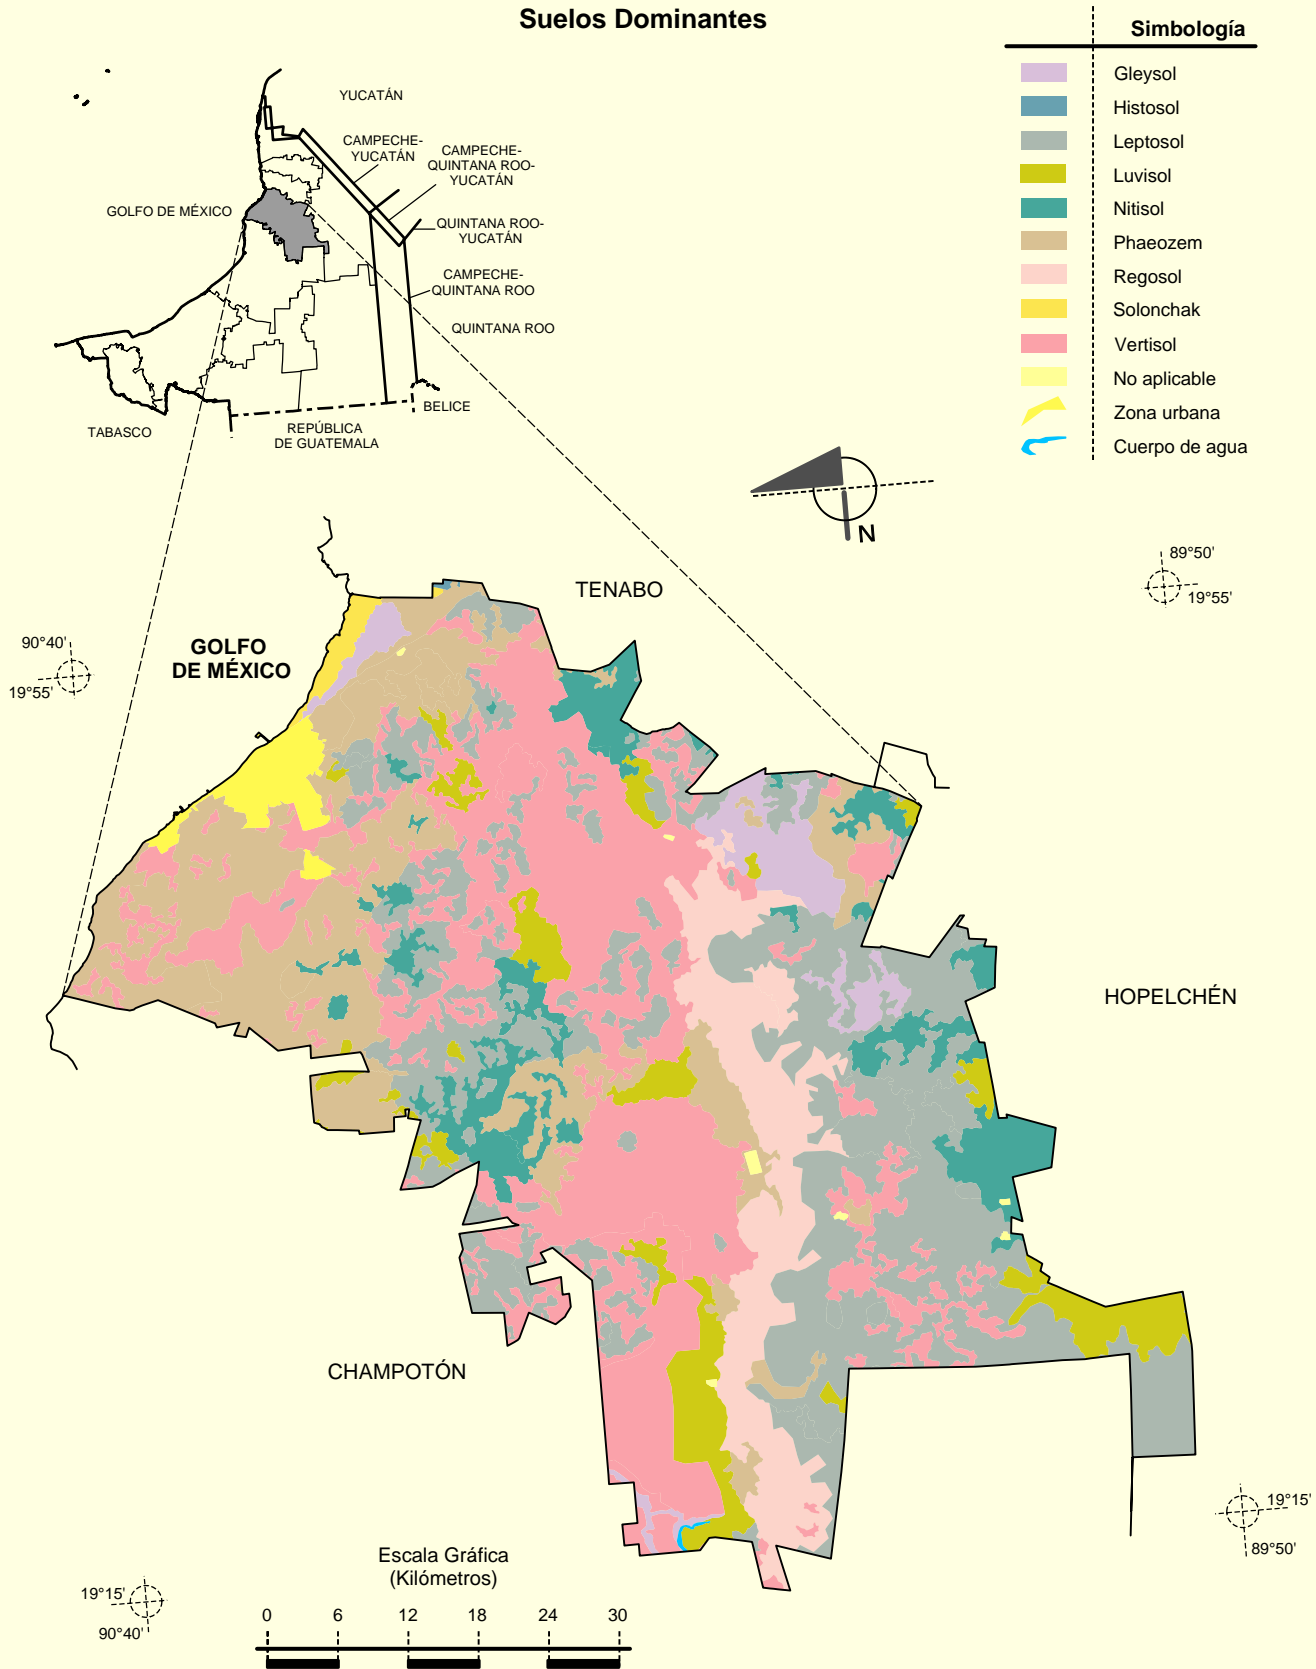 Suelos Dominantes
Simbología
Gleysol
Histosol
Leptosol
Luvisol
Nitisol
Phaeozem
Regosol
Solonchak
Vertisol
No aplicable
Zona urbana
Cuerpo de agua
YUCATÁN
CAMPECHE-
YUCATÁN
CAMPECHE-
QUINTANA ROO-
YUCATÁN
GOLFO DE MÉXICO
QUINTANA ROO-
YUCATÁN
CAMPECHE-
QUINTANA ROO
QUINTANA ROO
BELICE
REPÚBLICA
DE GUATEMALA
TABASCO
N
89°50'
19°55'
TENABO
90°40'
19°55'
GOLFO
DE MÉXICO
HOPELCHÉN
CHAMPOTÓN
19°15'
89°50'
Escala Gráfica
(Kilómetros)
19°15'
90°40'
0 6 12 18 24 30